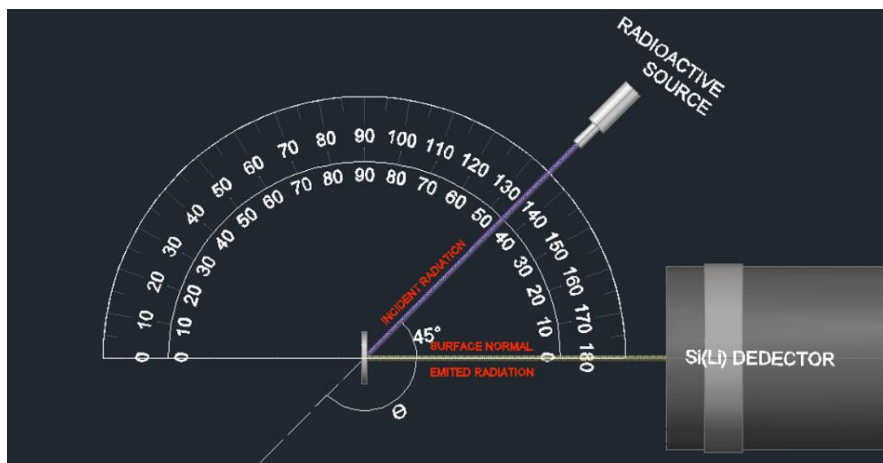 RADIOACTIVE
SOURCE
0 10 20 30 40 50 60 70 80 90 100 110 120 130 140 150 160 170 180
0 10 20 30 40 50 60 70 80 90 80 70 60 50 40 30 20 10 0
INCIDENT RADIATION
45°
SURFACE NORMAL
EMITED RADIATION
Si(Li) DEDECTOR
Θ